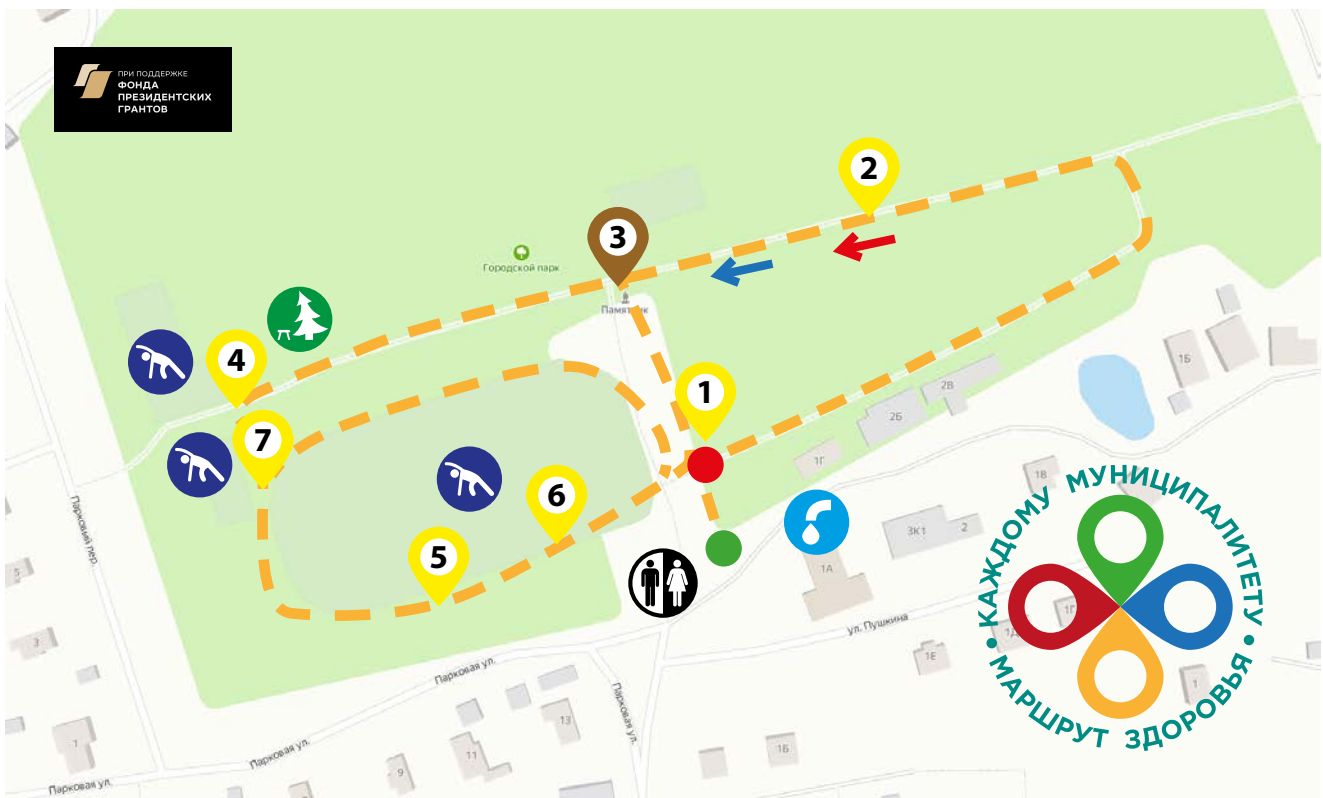 ПРИ ПОДДЕРЖКЕ
ФОНДА
ПРЕЗИДЕНТСКИХ
ГРАНТОВ
2
3
Городской парк
Памятник
4
1
7
6
5
1Б
2В
2Б
1Г
1В
3К1
2
1А
ул. Пушкина
1Е
1Д
1
Парковый пер.
5
3
Парковая ул.
Парковая ул.
13
1Б
11
Парковая ул.
9
7
Парковая ул.
КАЖДОМУ МУНИЦИПАЛИТЕТУ
МАРШРУТ ЗДОРОВЬЯ